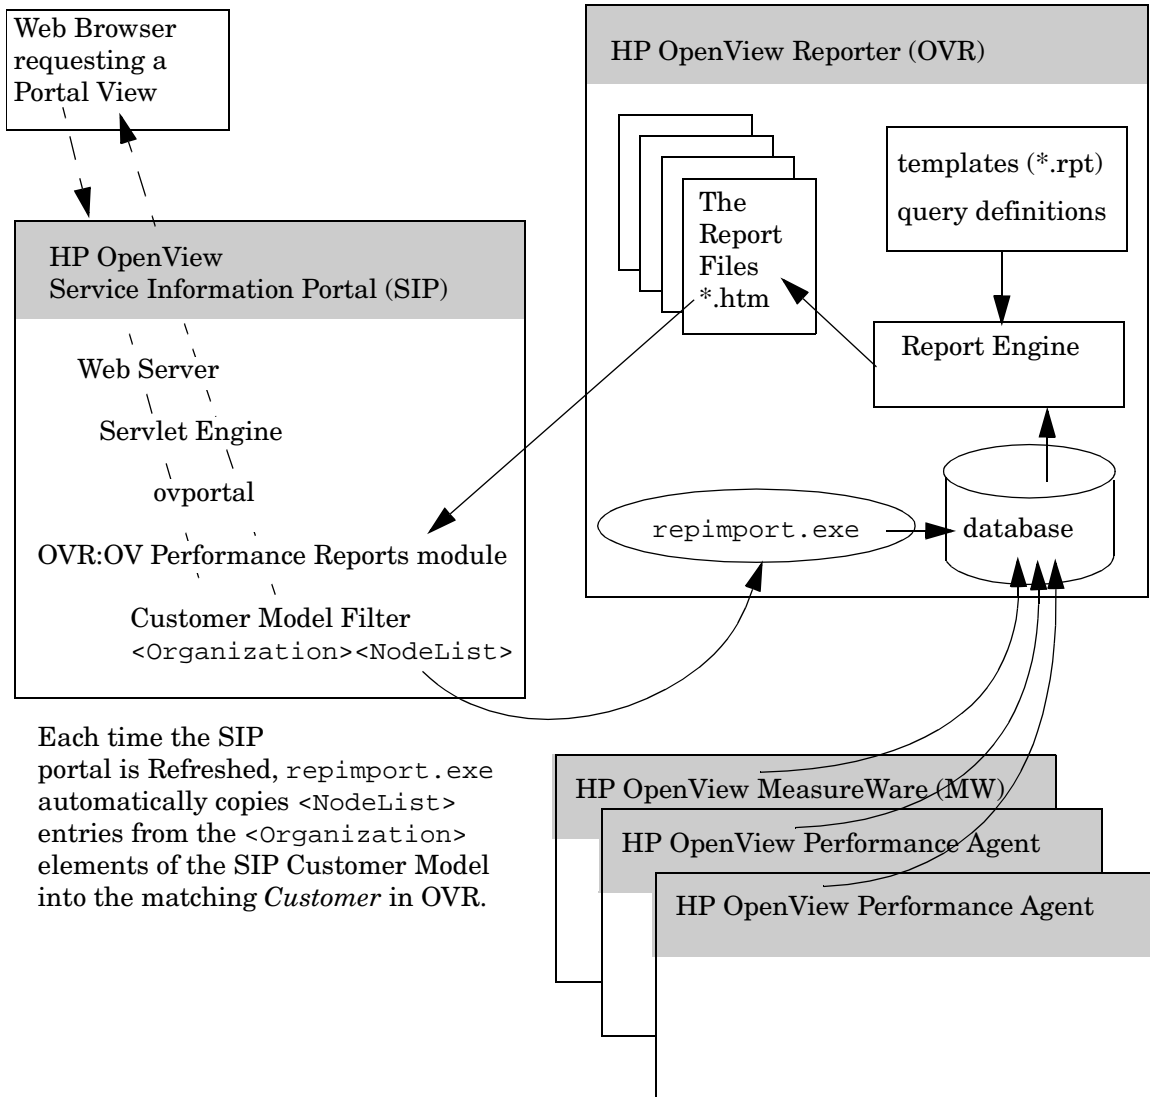 Web Browser
requesting a
Portal View
HP OpenView
Service Information Portal (SIP)
Web Server
Servlet Engine
ovportal
OVR:OV Performance Reports module
Customer Model Filter
<Organization><NodeList>
Each time the SIP
portal is Refreshed, repimport.exe
automatically copies <NodeList>
entries from the <Organization>
elements of the SIP Customer Model
into the matching Customer in OVR.
HP OpenView Reporter (OVR)
The
Report
Files
*.htm
templates (*.rpt)
query definitions
Report Engine
repimport.exe
database
HP OpenView MeasureWare (MW)
HP OpenView Performance Agent
HP OpenView Performance Agent